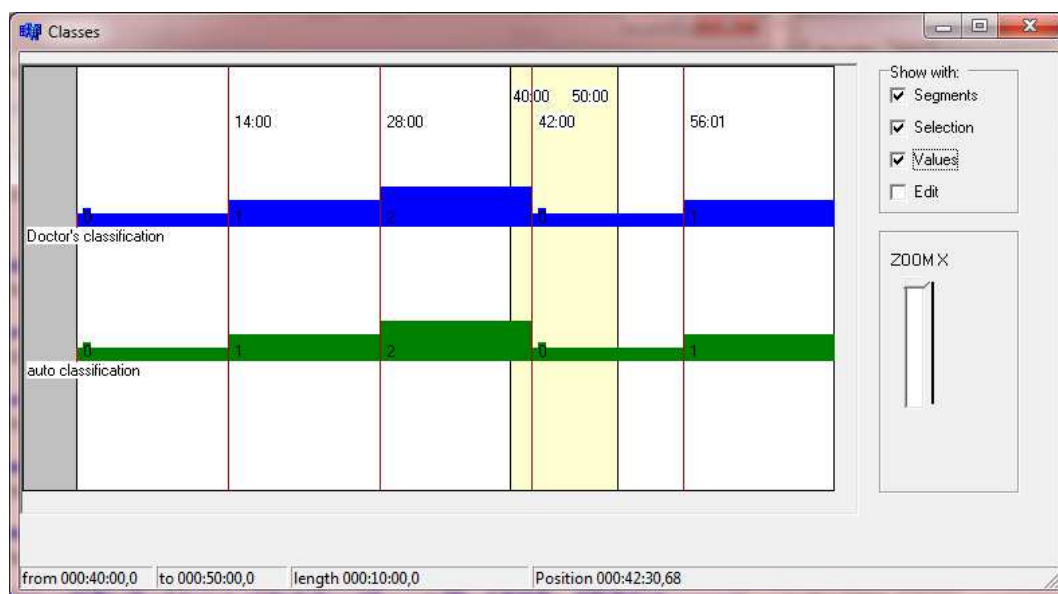 Classes
Show with:
Segments
Selection
Values
Edit
40:00 50:00
14:00 28:00 42:00 56:01
0 1 2 0 1
Doctor's classification
0 1 2 0 1
auto classification
ZOOM X
from 000:40:00,0 to 000:50:00,0 length 000:10:00,0 Position 000:42:30,68